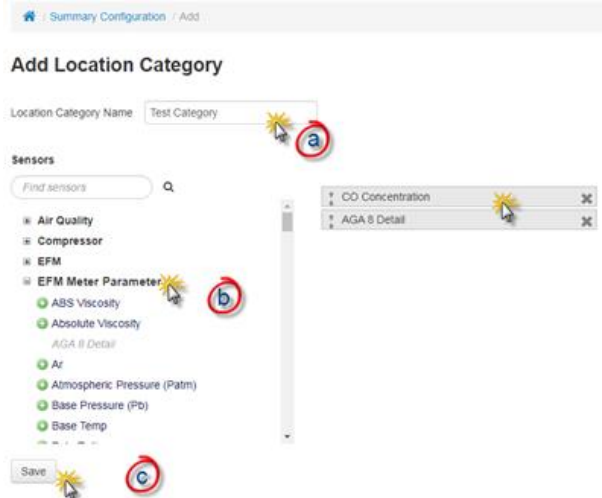 / Summary Configuration / Add
Add Location Category
Location Category Name Test Category
a
Sensors
Find sensors
CO Concentration
AGA 8 Detail
Air Quality
Compressor
EFM
EFM Meter Parameter
b
ABS Viscosity
Absolute Viscosity
AGA 8 Detail
Ar
Atmospheric Pressure (Patm)
Base Pressure (Pb)
Base Temp
Save
c